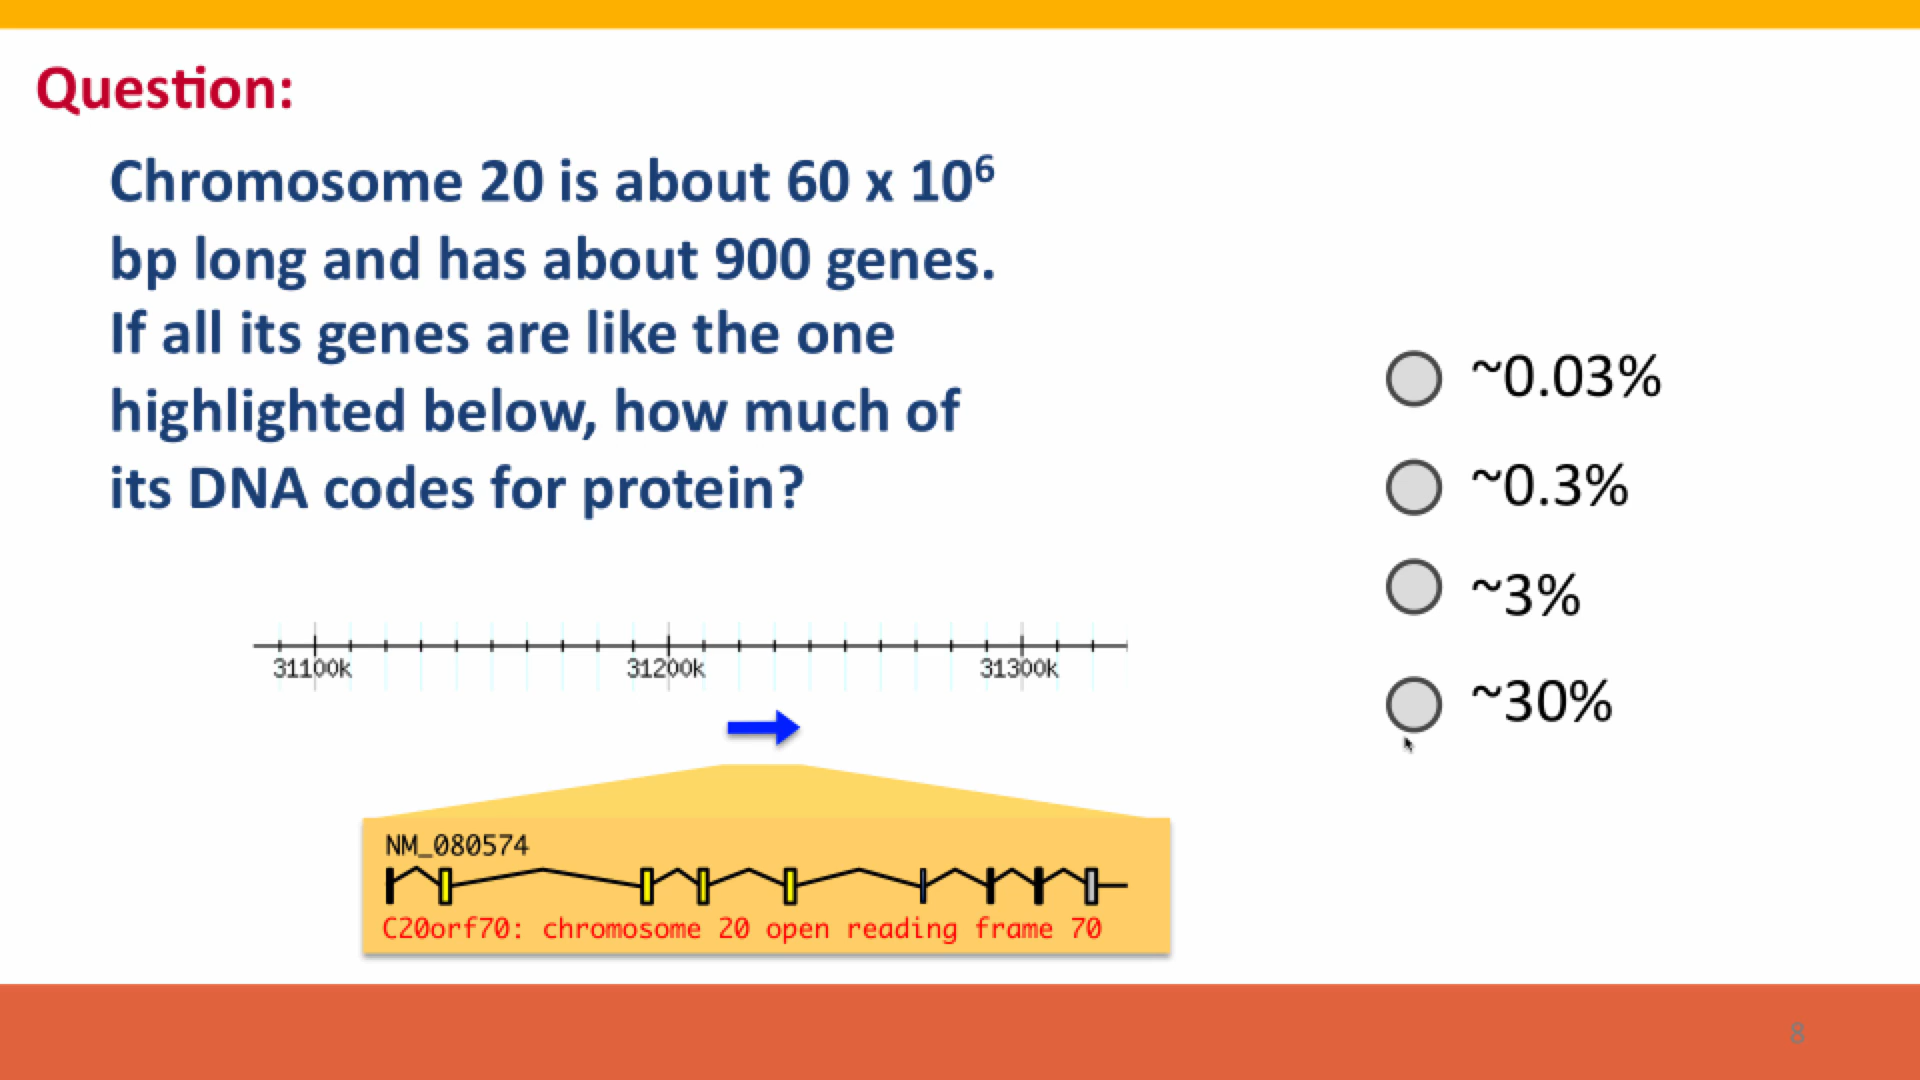 Question:
Chromosome 20 is about 60 x 10⁶
bp long and has about 900 genes.
If all its genes are like the one
highlighted below, how much of
its DNA codes for protein?
~0.03%
~0.3%
~3%
~30%
31100k 31200k 31300k
NM_080574
C20orf70: chromosome 20 open reading frame 70
8